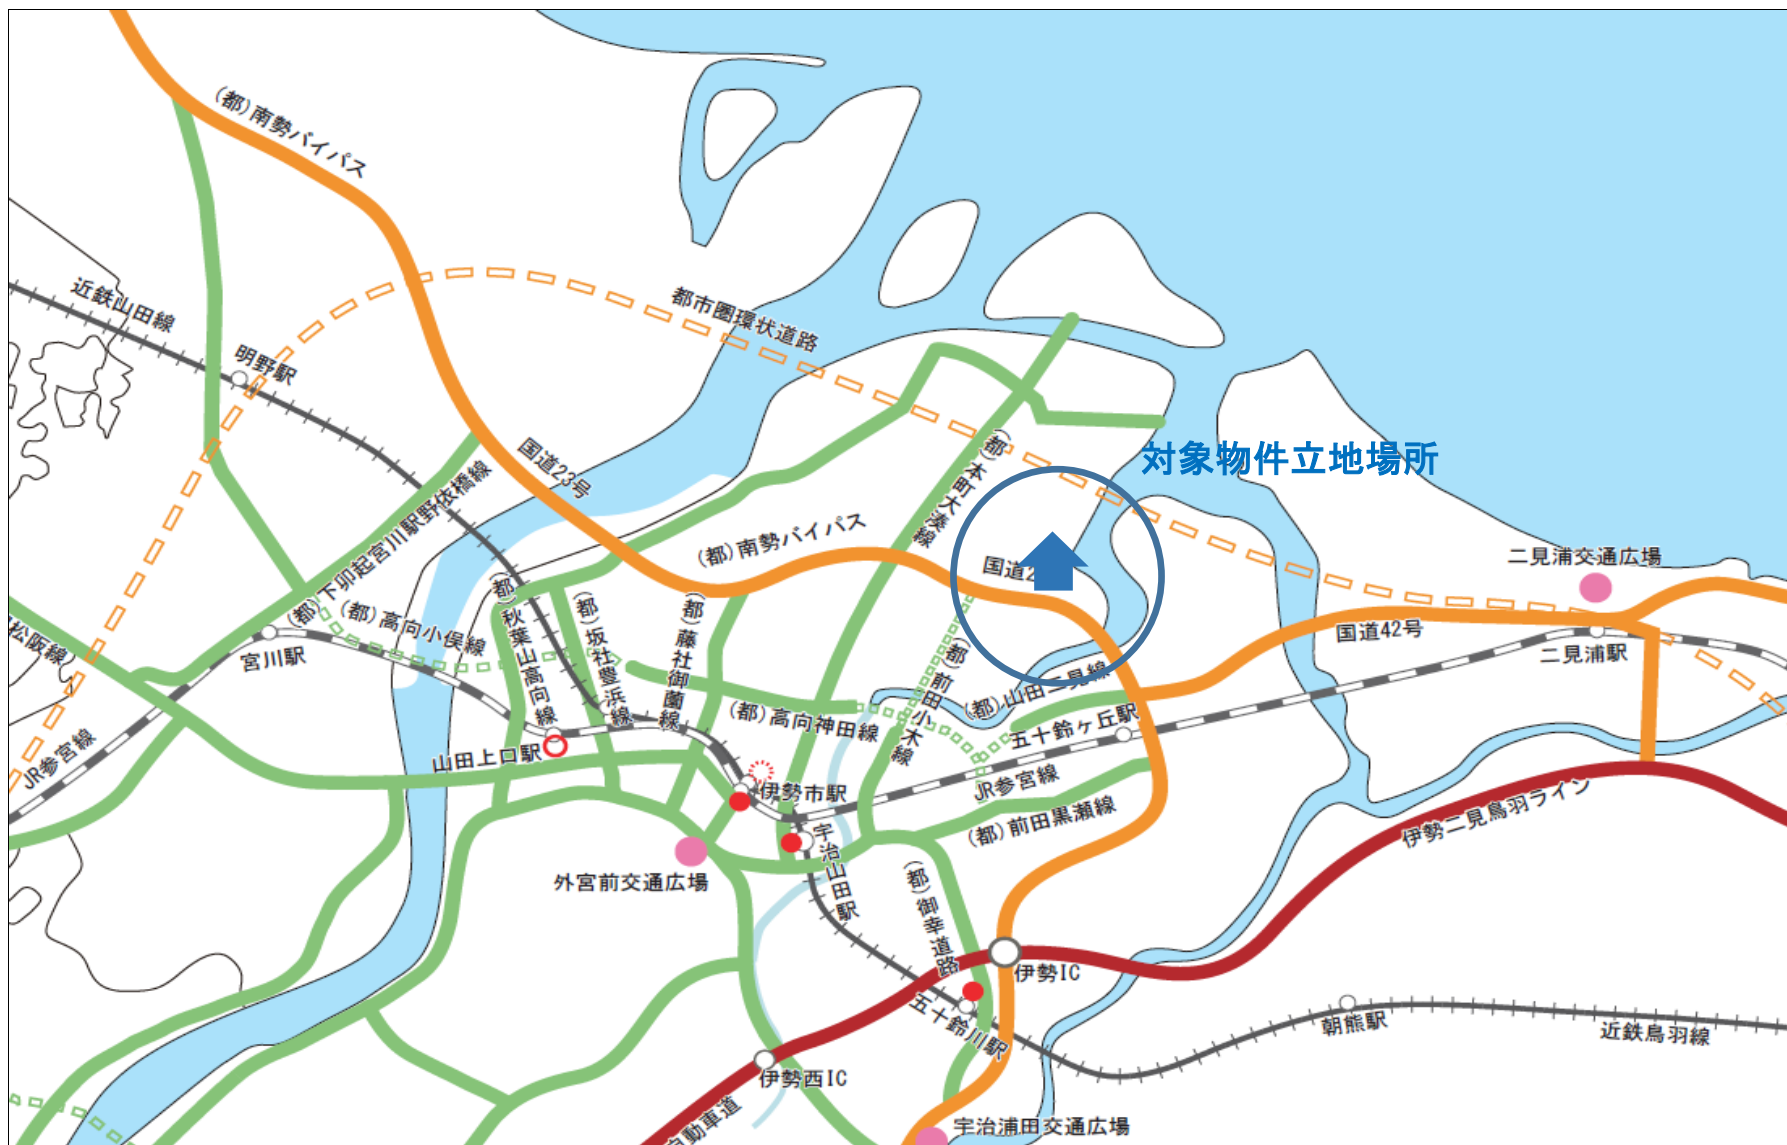 (都)南勢バイパス
近鉄山田線
明野駅
都市圏環状道路
国道23号
(都)下卯起宮川駅野依橋線
(都)本町大湊線
対象物件立地場所
(都)南勢バイパス
国道2
二見浦交通広場
(都)高向小俣線
(都)秋葉山高向線
(都)坂社豊浜線
(都)藤社御薗線
松阪線
宮川駅
国道42号
二見浦駅
(都)前田小木線
(都)山田二見線
(都)高向神田線
五十鈴ヶ丘駅
山田上口駅
JR参宮線
JR参宮線
伊勢市駅
(都)前田黒瀬線
伊勢二見鳥羽ライン
宇治山田駅
外宮前交通広場
(都)御幸道路
伊勢IC
五十鈴川駅
朝熊駅
近鉄鳥羽線
伊勢西IC
自動車道
宇治浦田交通広場